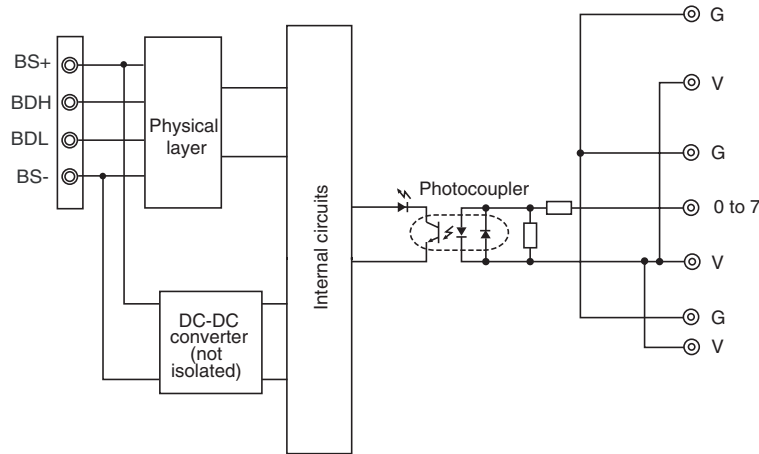 BS+
BDH
BDL
BS-
Physical
layer
DC-DC
converter
(not
isolated)
Internal circuits
Photocoupler
G
V
G
0 to 7
V
G
V